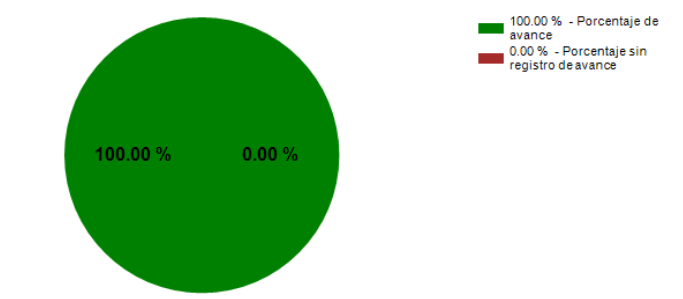 100.00 % - Porcentaje de
avance
0.00 % - Porcentaje sin
registro de avance
100.00 %
0.00 %